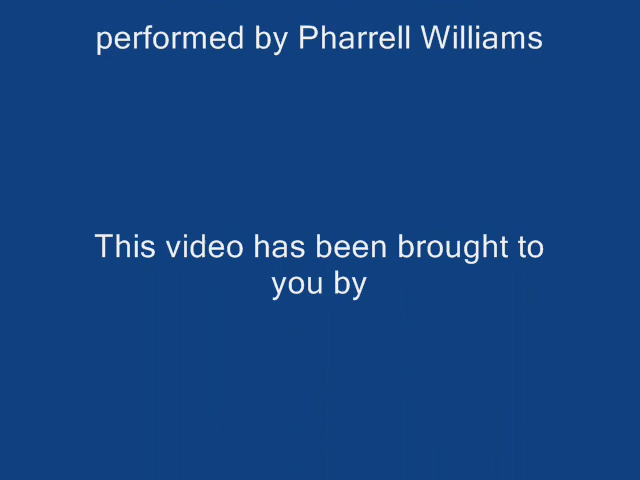 performed by Pharrell Williams
This video has been brought to
you by